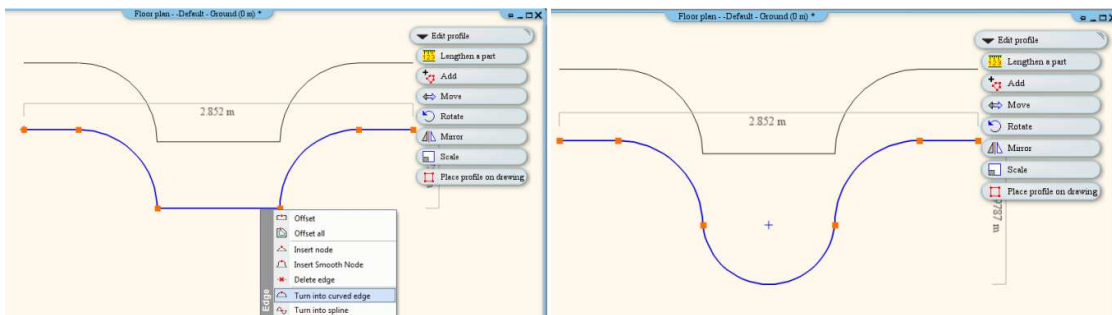 Floor plan - -Default - Ground (0 m) *
Edit profile
Lengthen a part
Add
Move
Rotate
Mirror
Scale
Place profile on drawing
2.852 m
Offset
Offset all
Insert node
Insert Smooth Node
Delete edge
Turn into curved edge
Turn into spline
Edge
Floor plan - -Default - Ground (0 m) *
Edit profile
Lengthen a part
Add
Move
Rotate
Mirror
Scale
Place profile on drawing
2.852 m
9787 m